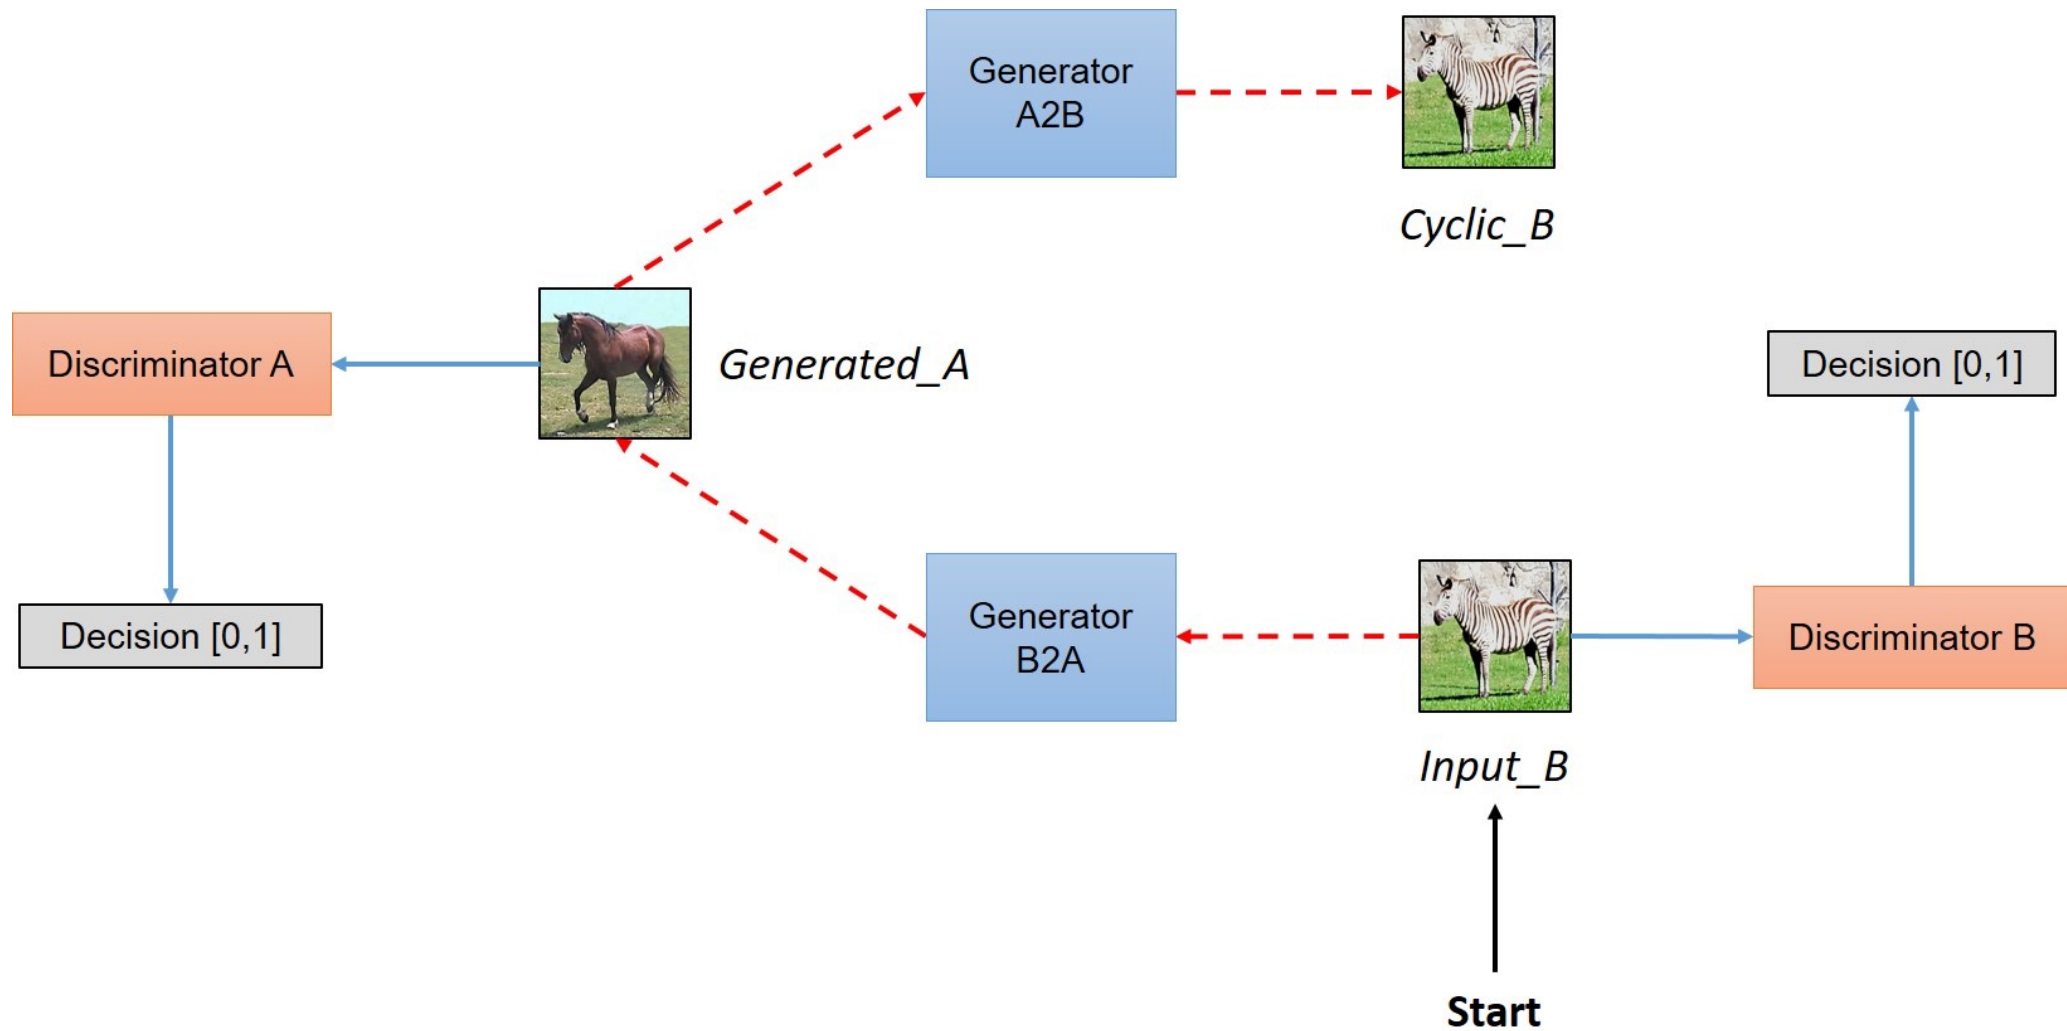 Generator
A2B
Cyclic_B
Discriminator A
Generated_A
Decision [0,1]
Decision [0,1]
Generator
B2A
Discriminator B
Input_B
Start